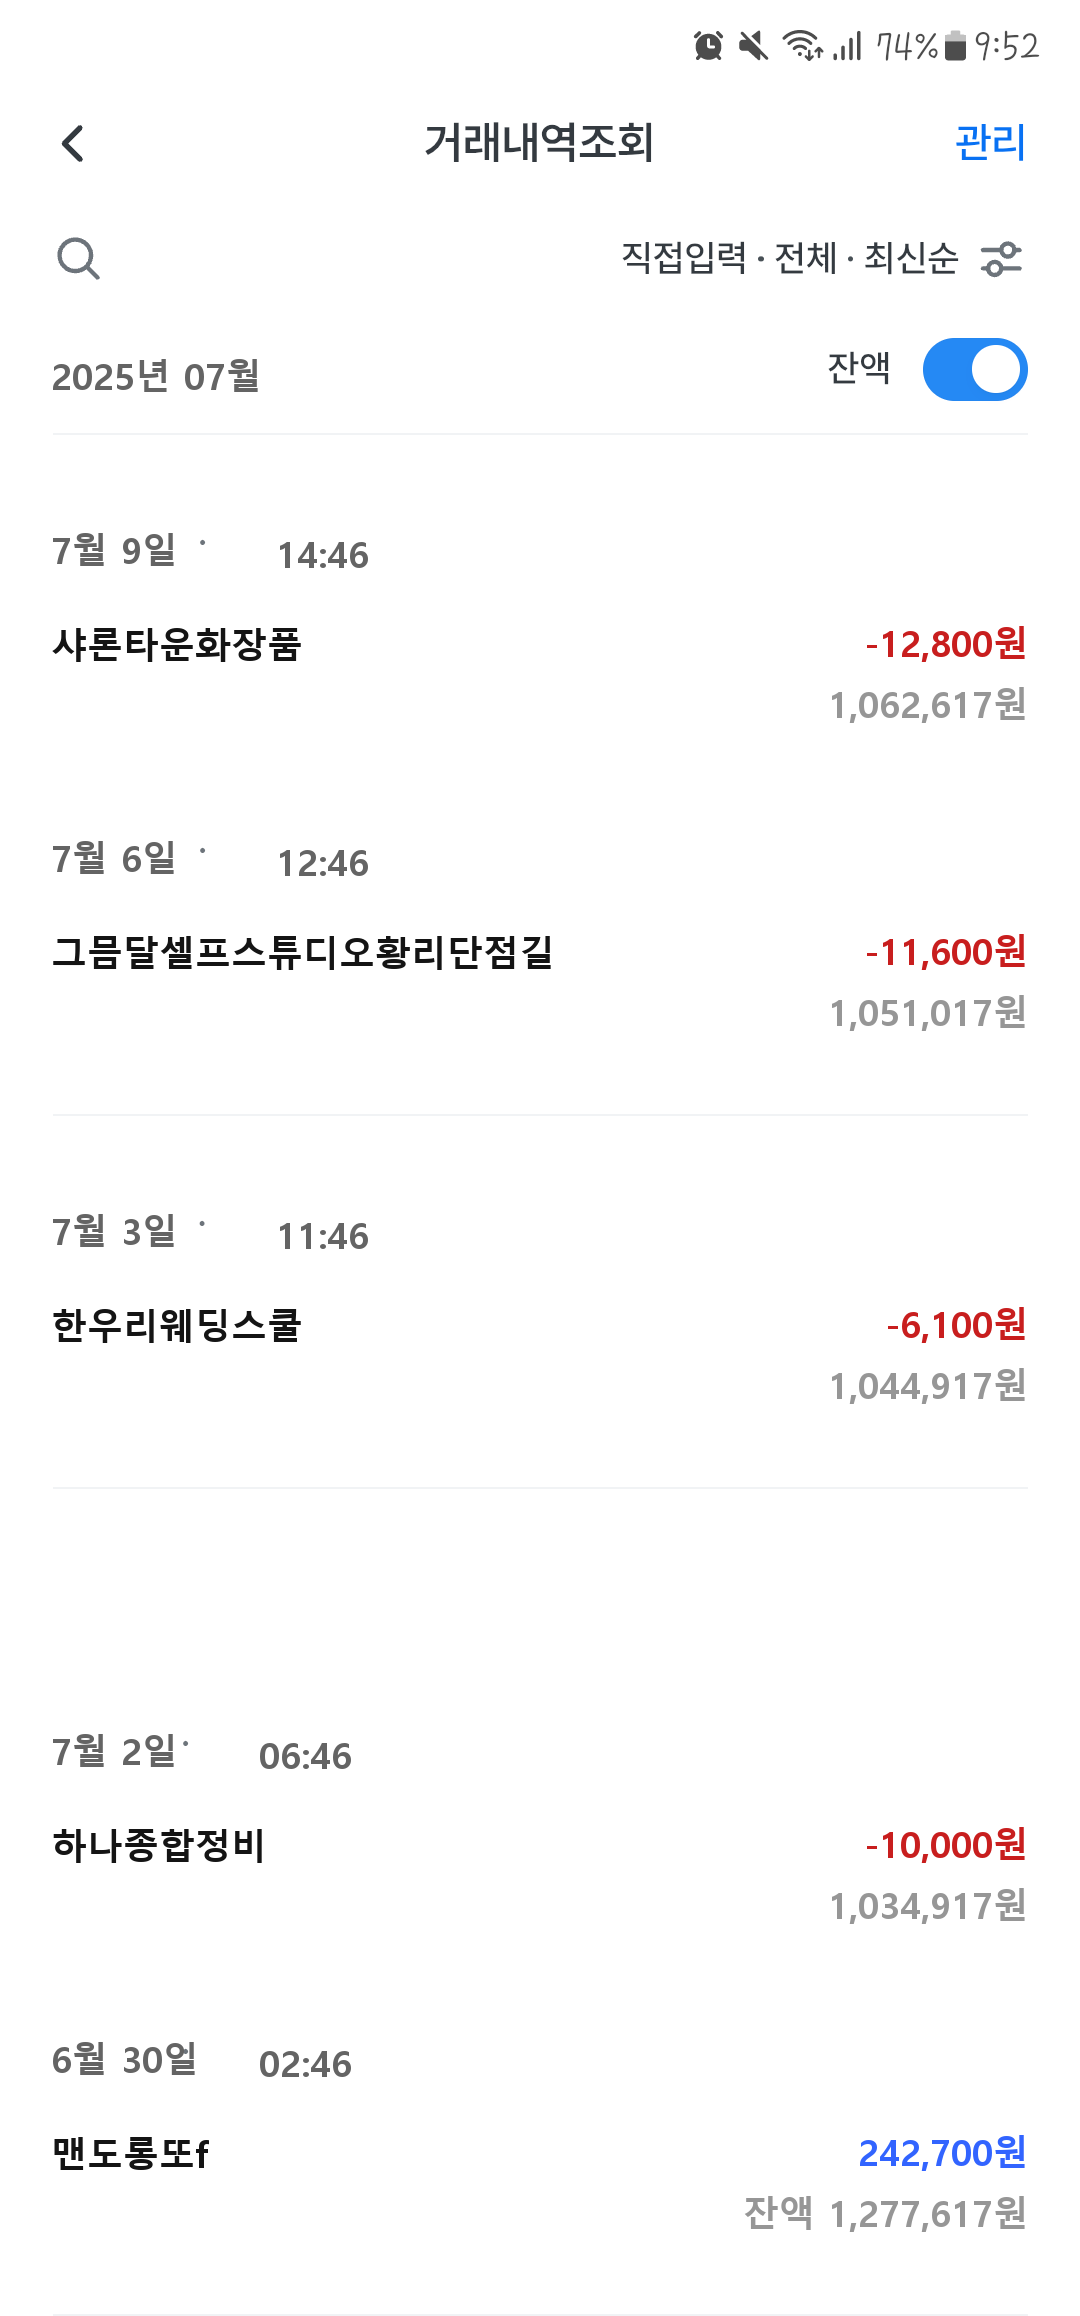 74% 9:52
거래내역조회 관리
직접입력 · 전체 · 최신순
2025년 07월 잔액
7월 9일 · 14:46
샤론타운화장품 -12,800원
1,062,617원
7월 6일 · 12:46
그믐달셀프스튜디오황리단점길 -11,600원
1,051,017원
7월 3일 · 11:46
한우리웨딩스쿨 -6,100원
1,044,917원
7월 2일· 06:46
하나종합정비 -10,000원
1,034,917원
6월 30일 02:46
맨도롱또f 242,700원
잔액 1,277,617원